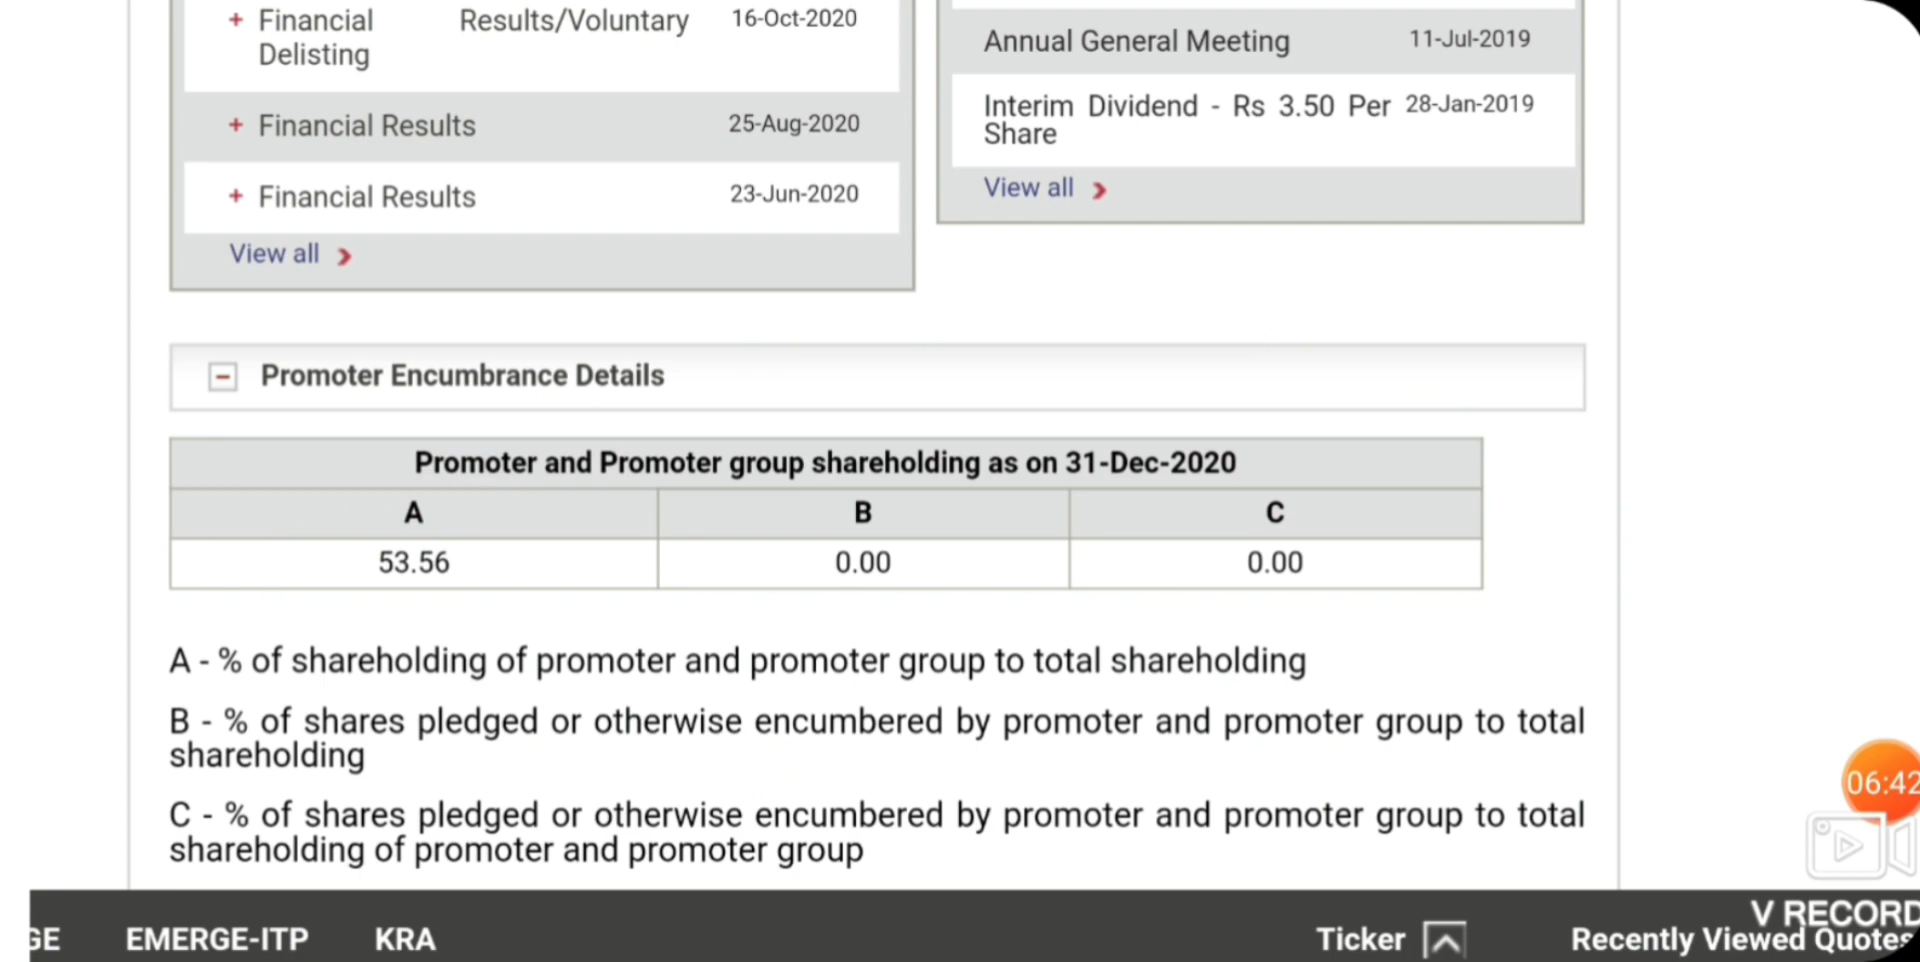 + Financial Results/Voluntary 16-Oct-2020
Delisting
+ Financial Results 25-Aug-2020
+ Financial Results 23-Jun-2020
View all
Annual General Meeting 11-Jul-2019
Interim Dividend - Rs 3.50 Per 28-Jan-2019
Share
View all
Promoter Encumbrance Details
Promoter and Promoter group shareholding as on 31-Dec-2020
A B C
53.56 0.00 0.00
A - % of shareholding of promoter and promoter group to total shareholding
B - % of shares pledged or otherwise encumbered by promoter and promoter group to total
shareholding
C - % of shares pledged or otherwise encumbered by promoter and promoter group to total
shareholding of promoter and promoter group
06:42
V RECORD
GE EMERGE-ITP KRA Ticker Recently Viewed Quotes